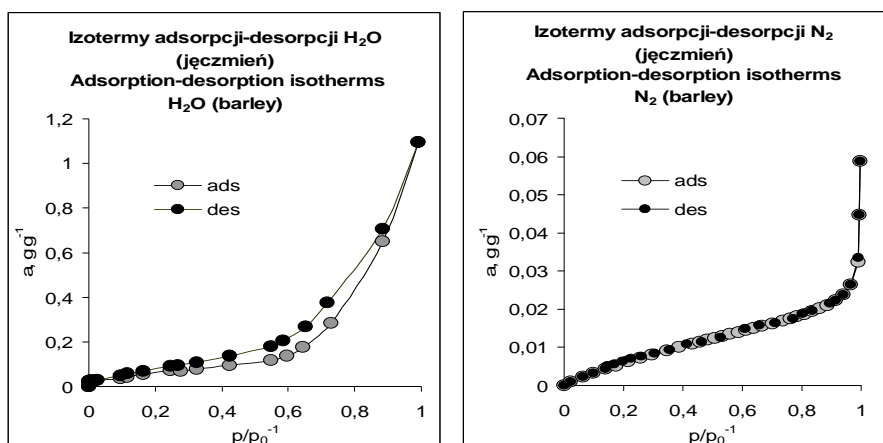 Izotermy adsorpcji-desorpcji H₂O
(jęczmień)
Adsorption-desorption isotherms
H₂O (barley)
1,2
1
0,8
0,6
0,4
0,2
0
a, g g⁻¹
ads
des
0
0,2
0,4
0,6
0,8
1
p/p₀⁻¹
Izotermy adsorpcji-desorpcji N₂
(jęczmień)
Adsorption-desorption isotherms
N₂ (barley)
0,07
0,06
0,05
0,04
0,03
0,02
0,01
0
a, g g⁻¹
ads
des
0
0,2
0,4
0,6
0,8
1
p/p₀⁻¹